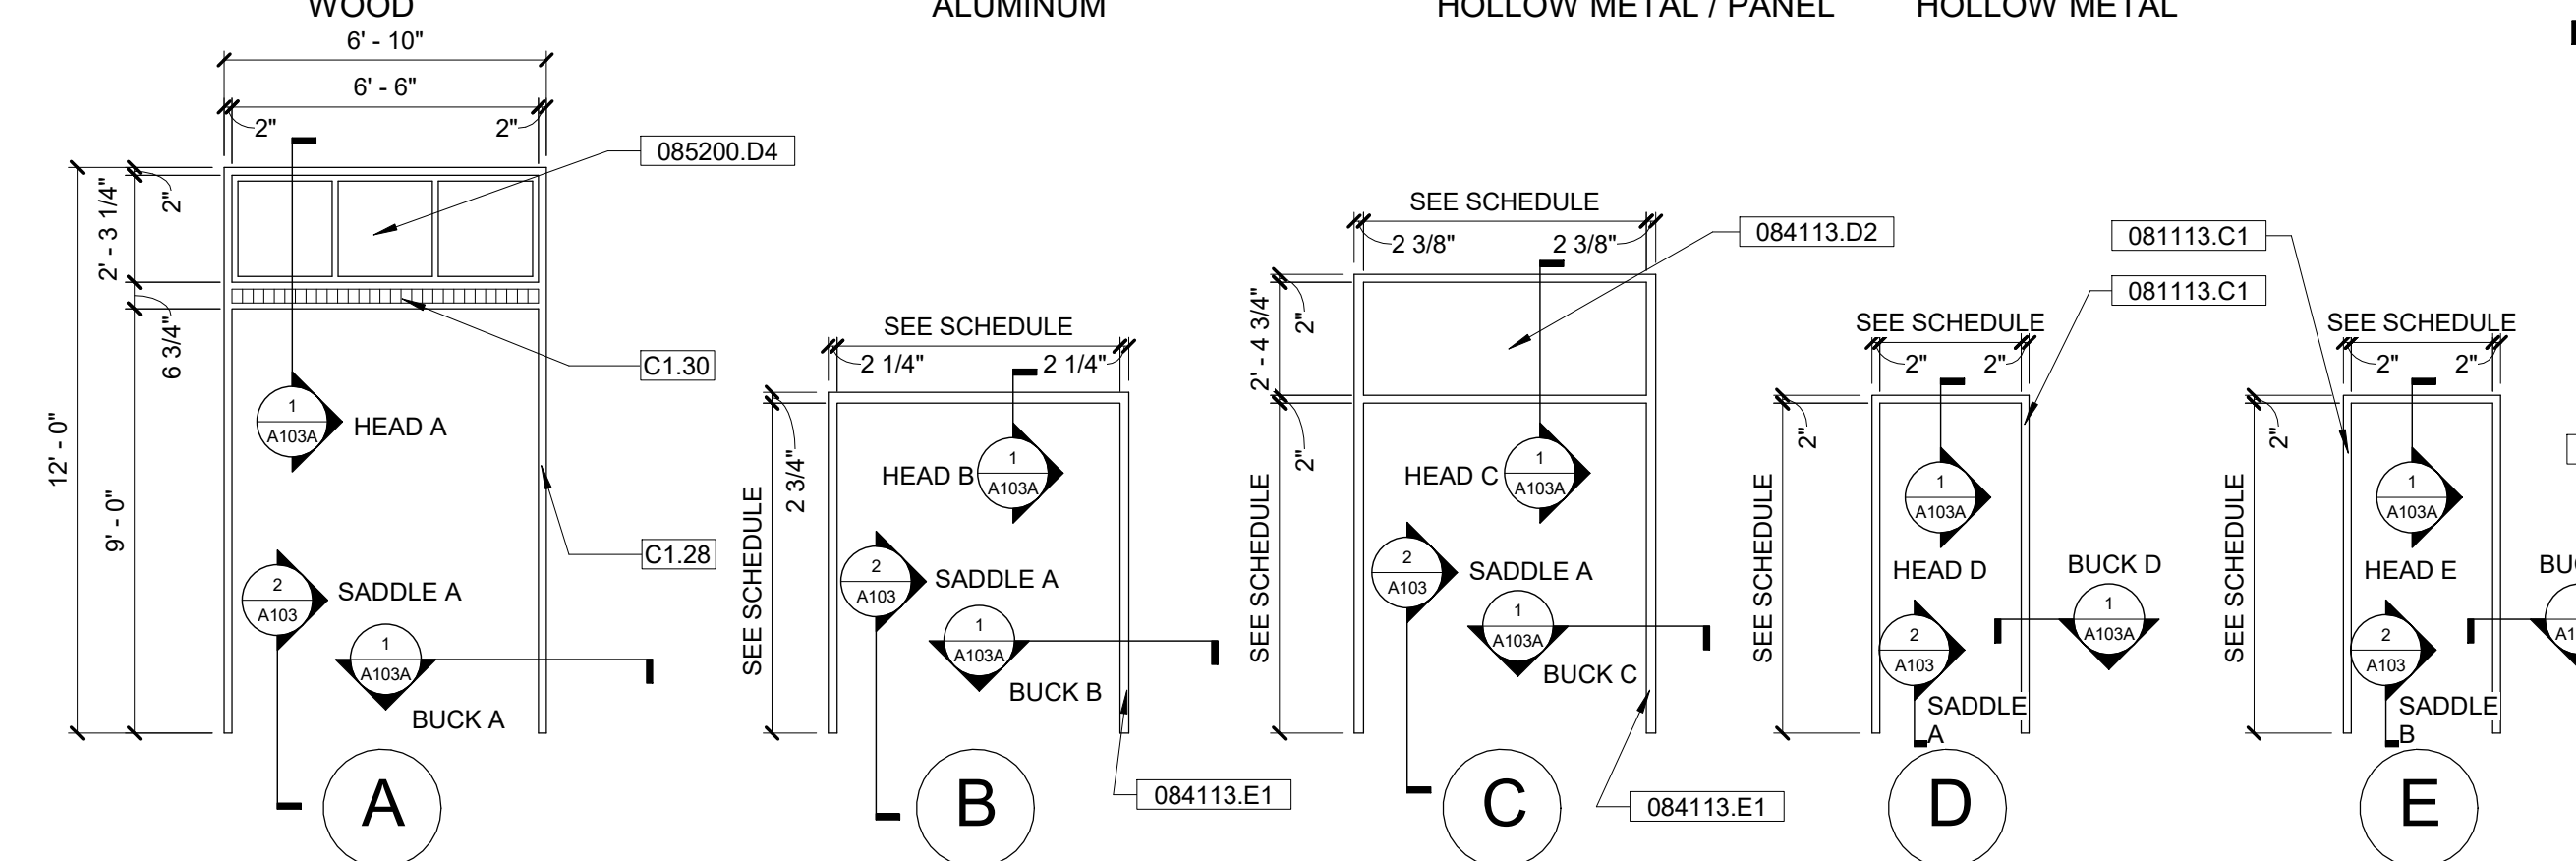 WOOD
ALUMINUM
HOLLOW METAL / PANEL
HOLLOW METAL
6' - 10"
6' - 6"
2"
2"
085200.D4
2' - 3 1/4"
2"
6 3/4"
12' - 0"
9' - 0"
C1.30
1
A103A
HEAD A
C1.28
2
A103
SADDLE A
1
A103A
BUCK A
A
SEE SCHEDULE
2 1/4"
2 1/4"
2 3/4"
SEE SCHEDULE
HEAD B
1
A103A
2
A103
SADDLE A
1
A103A
BUCK B
084113.E1
B
SEE SCHEDULE
2 3/8"
2 3/8"
084113.D2
2' - 4 3/4"
2"
2"
SEE SCHEDULE
HEAD C
1
A103A
2
A103
SADDLE A
1
A103A
BUCK C
084113.E1
C
081113.C1
081113.C1
SEE SCHEDULE
2"
2"
2"
SEE SCHEDULE
1
A103A
HEAD D
BUCK D
1
A103A
2
A103
SADDLE
A
D
SEE SCHEDULE
2"
2"
2"
SEE SCHEDULE
1
A103A
HEAD E
2
A103
SADDLE
B
E